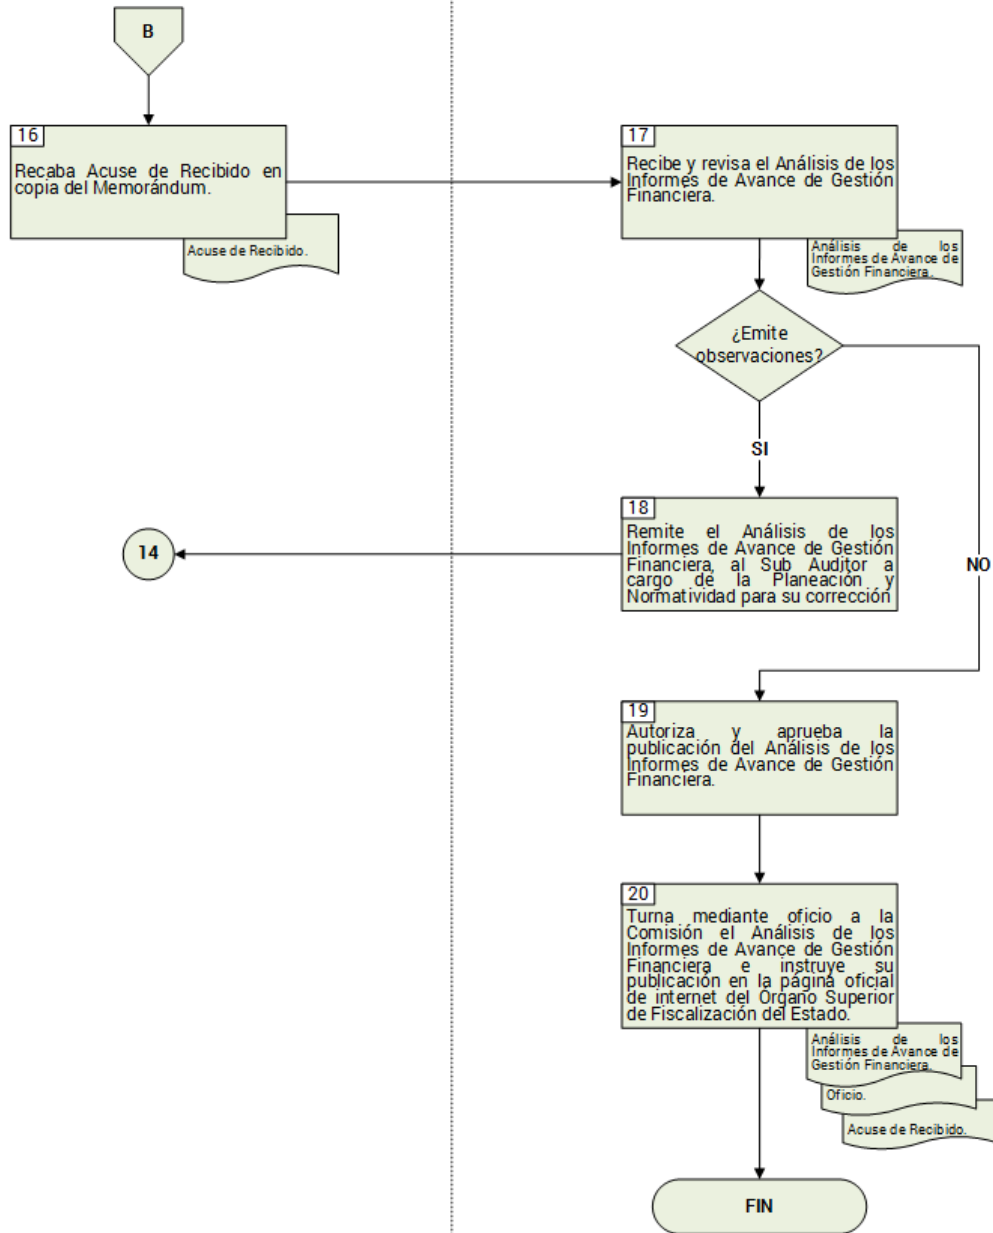 B
16
Recaba Acuse de Recibido en
copia del Memorándum.
Acuse de Recibido.
17
Recibe y revisa el Análisis de los
Informes de Avance de Gestión
Financiera.
Análisis de los
Informes de Avance de
Gestión Financiera.
¿Emite
observaciones?
SI
NO
18
Remite el Análisis de los
Informes de Avance de Gestión
Financiera, al Sub Auditor a
cargo de la Planeación y
Normatividad para su corrección
14
19
Autoriza y aprueba la
publicación del Análisis de los
Informes de Avance de Gestión
Financiera.
20
Turna mediante oficio a la
Comisión el Análisis de los
Informes de Avance de Gestión
Financiera e instruye su
publicación en la página oficial
de internet del Órgano Superior
de Fiscalización del Estado.
Análisis de los
Informes de Avance de
Gestión Financiera.
Oficio.
Acuse de Recibido.
FIN